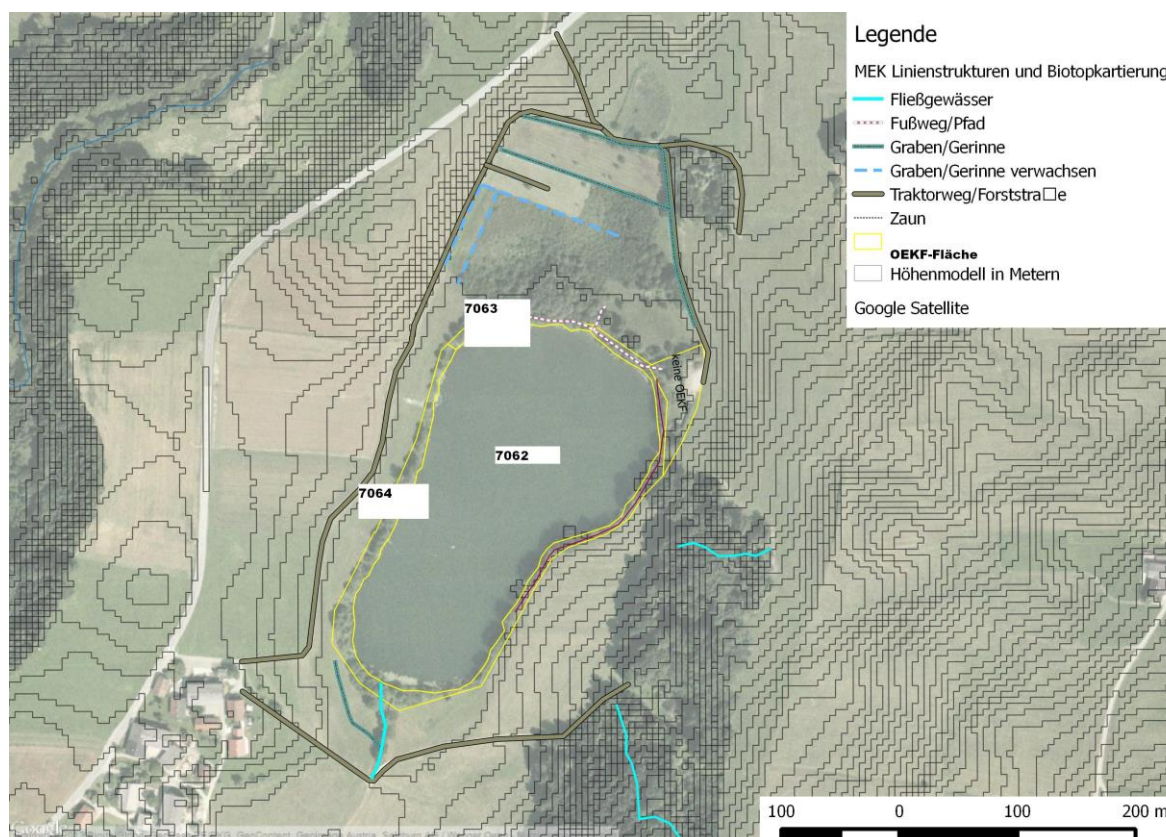 Legende
MEK Linienstrukturen und Biotopkartierung
Fließgewässer
Fußweg/Pfad
Graben/Gerinne
Graben/Gerinne verwachsen
Traktorweg/Forststra□e
Zaun
OEKF-Fläche
Höhenmodell in Metern
Google Satellite
7063
keine OEKF
7062
7064
Google
100 0 100 200 m